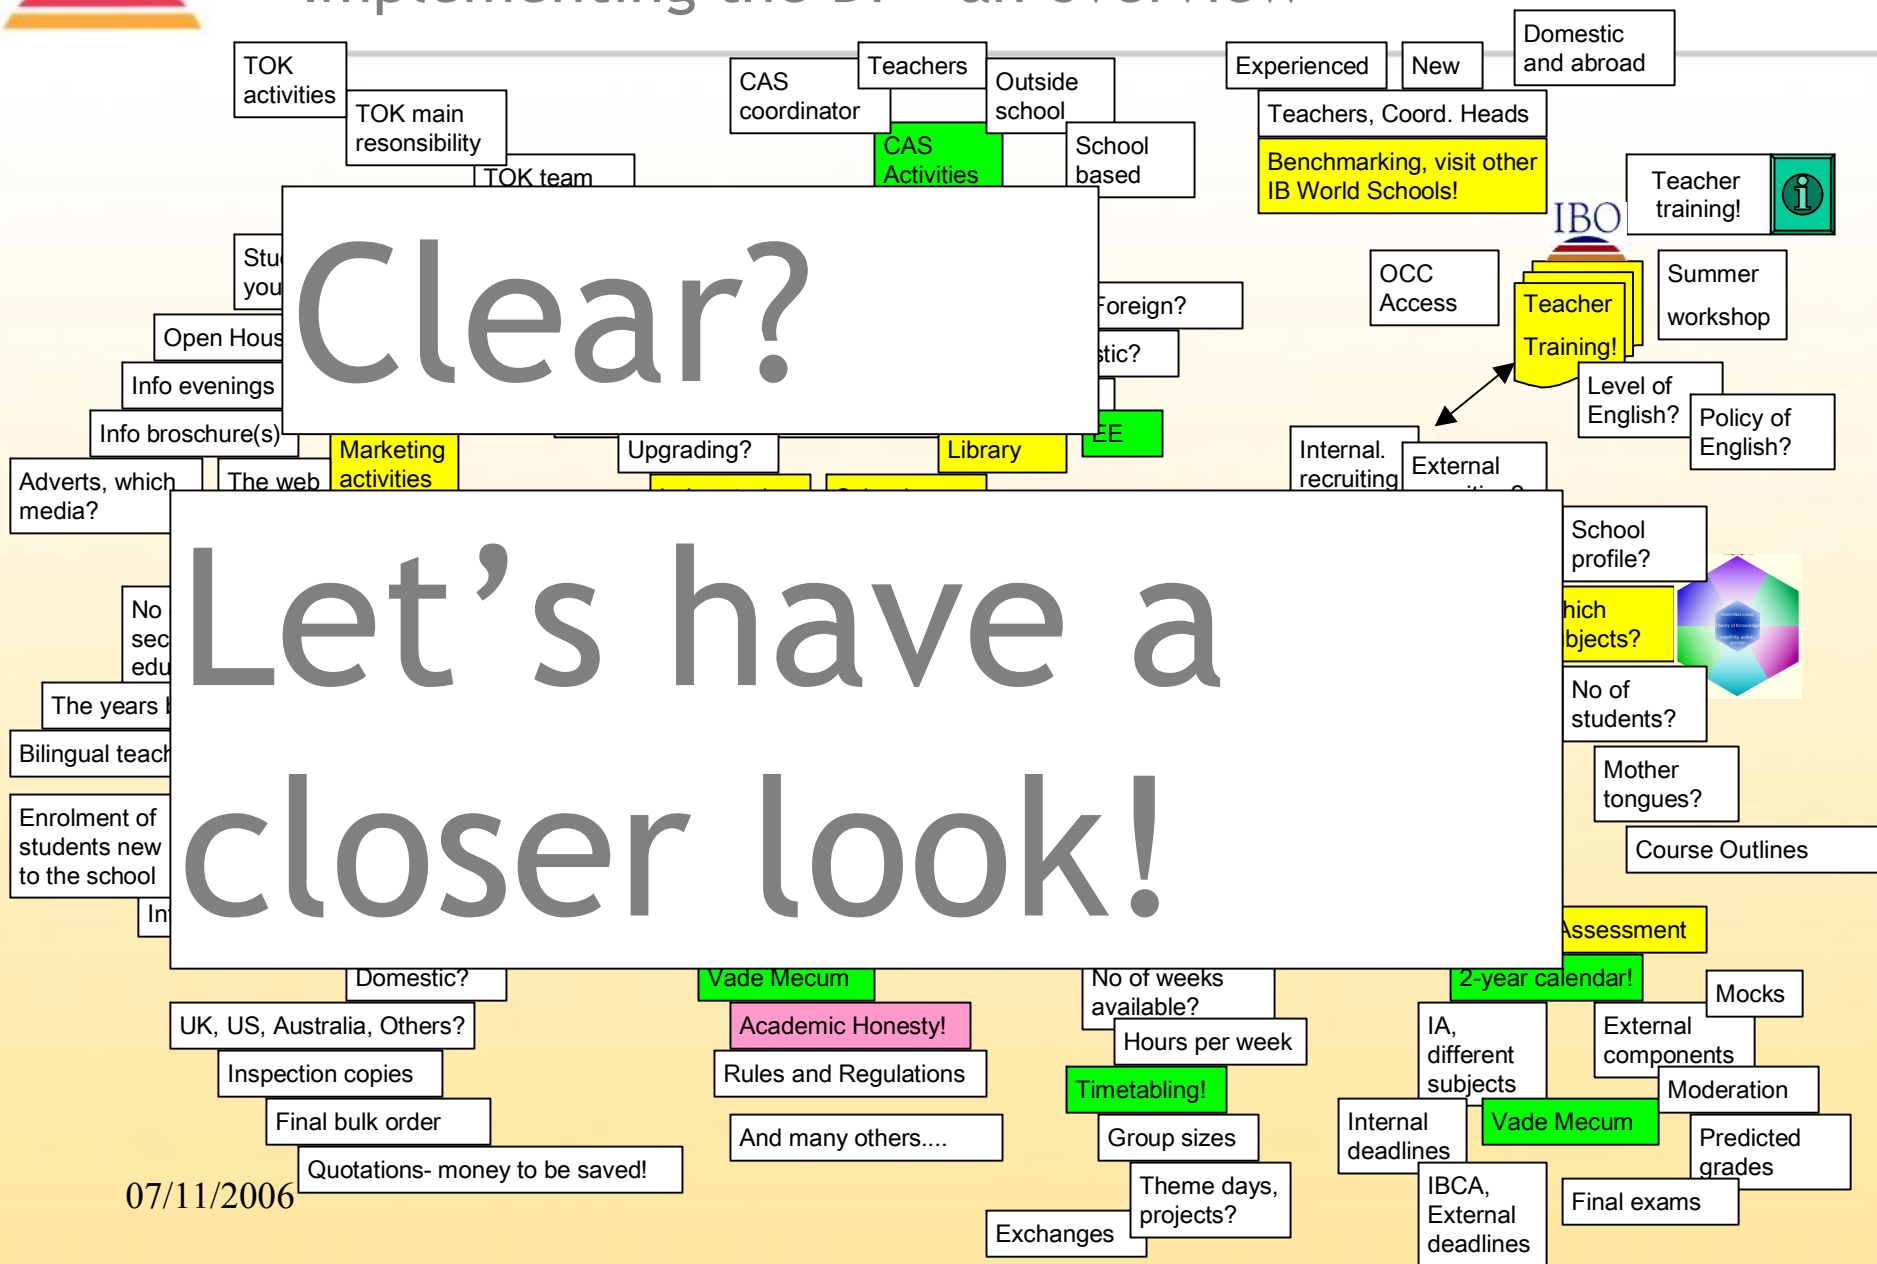 Implementing the DP - an overview
TOK
activities
TOK main
resonsibility
TOK team
CAS
coordinator
Teachers
Outside
school
CAS
Activities
School
based
Experienced
New
Domestic
and abroad
Teachers, Coord. Heads
Benchmarking, visit other
IB World Schools!
Teacher
training!
IBO
OCC
Access
Teacher
Training!
Summer
workshop
Level of
English?
Policy of
English?
Clear?
Foreign?
Open
Info evenings
Info broschure(s)
Adverts, which
media?
The web
Marketing
activities
Upgrading?
Library
EE
Internal.
recruiting
External
Let's have a
closer look!
School
profile?
No of
students?
Mother
tongues?
Course Outlines
No
The years
Bilingual
Enrolment of
students new
to the school
Assessment
2-year calendar!
Mocks
IA,
different
subjects
External
components
Moderation
Internal
deadlines
Vade Mecum
Predicted
grades
IBCA,
External
deadlines
Final exams
Domestic?
UK, US, Australia, Others?
Inspection copies
Final bulk order
Quotations- money to be saved!
Vade Mecum
Academic Honesty!
Rules and Regulations
And many others....
No of weeks
available?
Hours per week
Timetabling!
Group sizes
Theme days,
projects?
Exchanges
07/11/2006